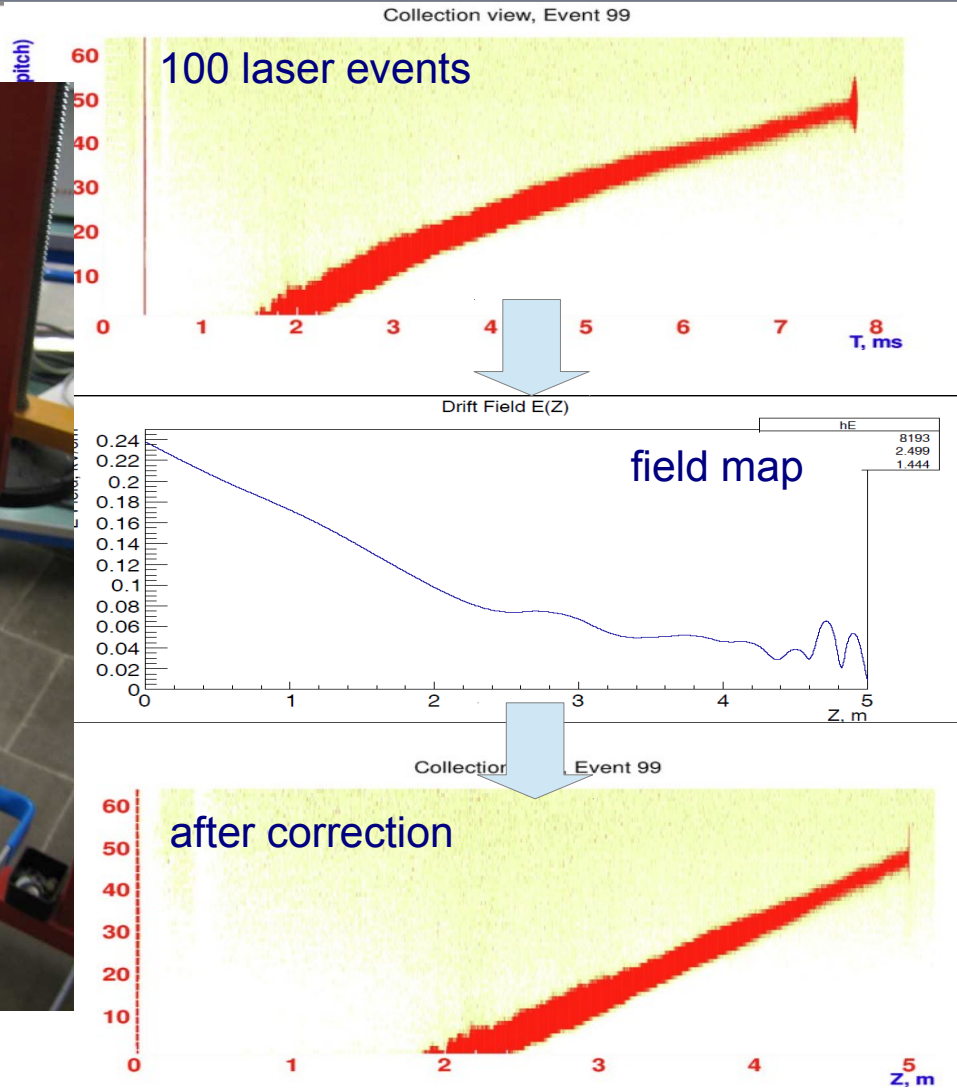 Collection view, Event 99
pitch)
100 laser events
60
50
40
30
20
10
0 1 2 3 4 5 6 7 8
T, ms
Drift Field E(Z)
hE
8193
2.499
1.444
field map
0.24
0.22
0.2
0.18
0.16
0.14
0.12
0.1
0.08
0.06
0.04
0.02
0
0 1 2 3 4 5
Z, m
Event 99
after correction
60
50
40
30
20
10
0 1 2 3 4 5
Z, m